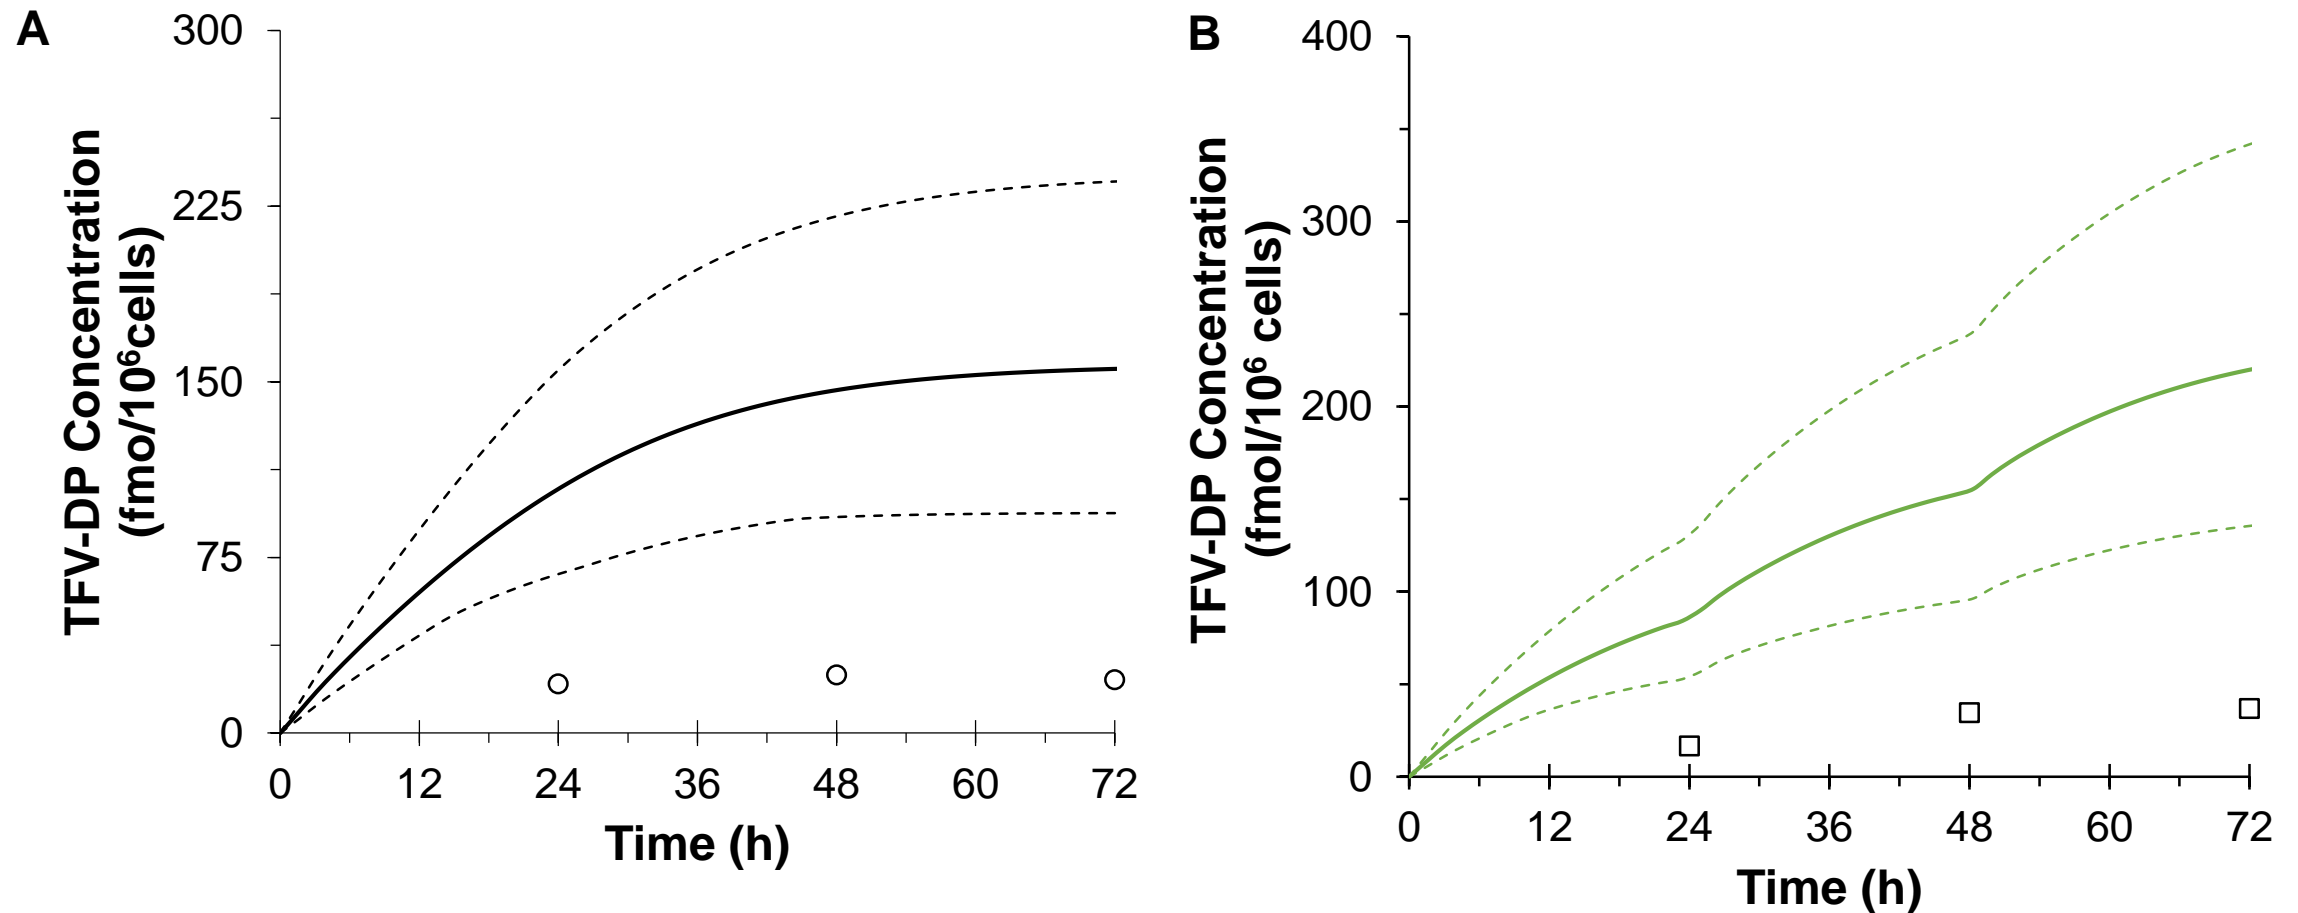 A
TFV-DP Concentration
(fmo/10⁶cells)
300
225
150
75
0
0 12 24 36 48 60 72
Time (h)
B
TFV-DP Concentration
(fmol/10⁶ cells)
400
300
200
100
0
0 12 24 36 48 60 72
Time (h)